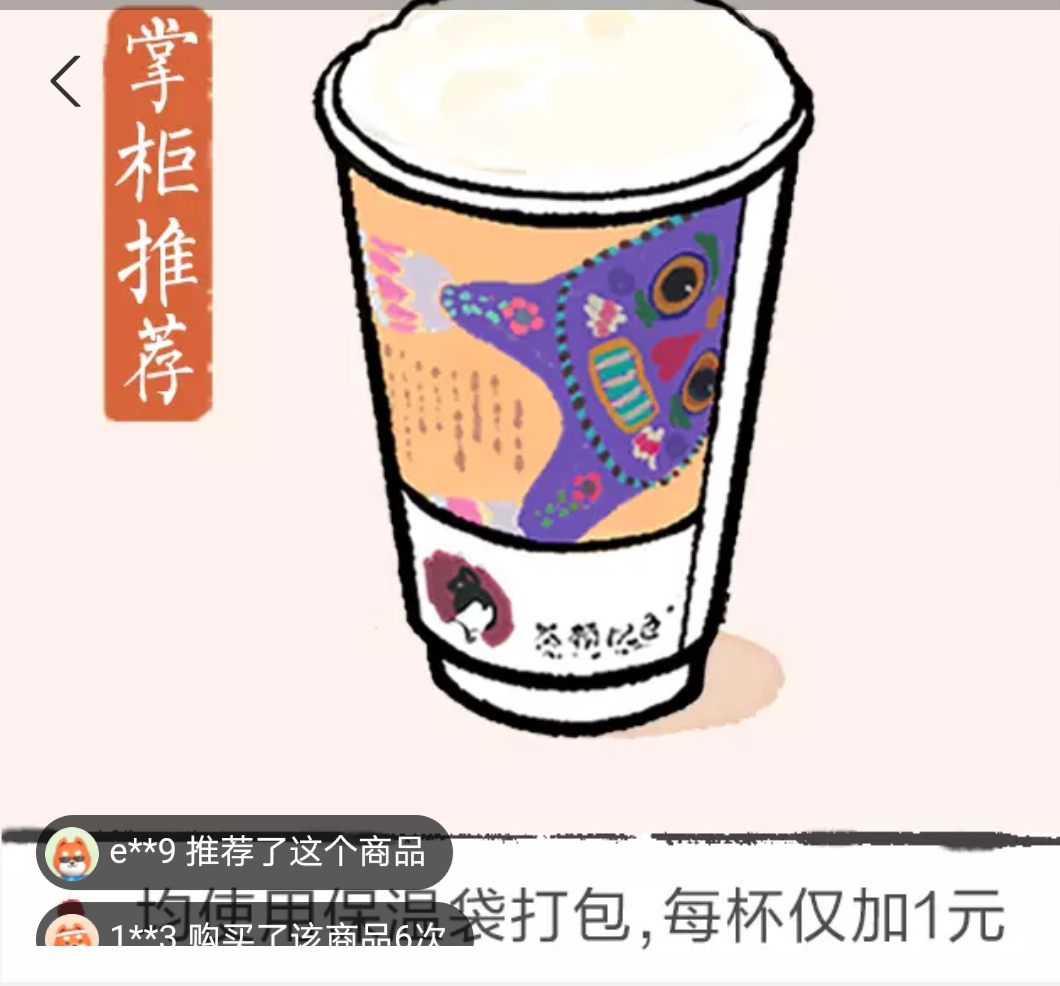 掌柜推荐
茶颜悦色
e**9 推荐了这个商品
均使用保温袋打包,每杯仅加1元
1**3 购买了该商品6次